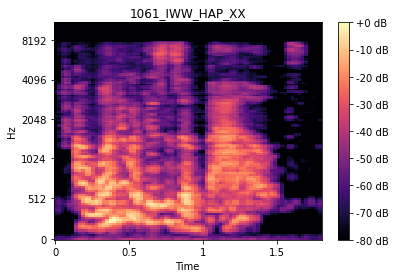 1061_IWW_HAP_XX
8192
4096
2048
1024
512
0
Hz
0
0.5
1
1.5
Time
+0 dB
-10 dB
-20 dB
-30 dB
-40 dB
-50 dB
-60 dB
-70 dB
-80 dB